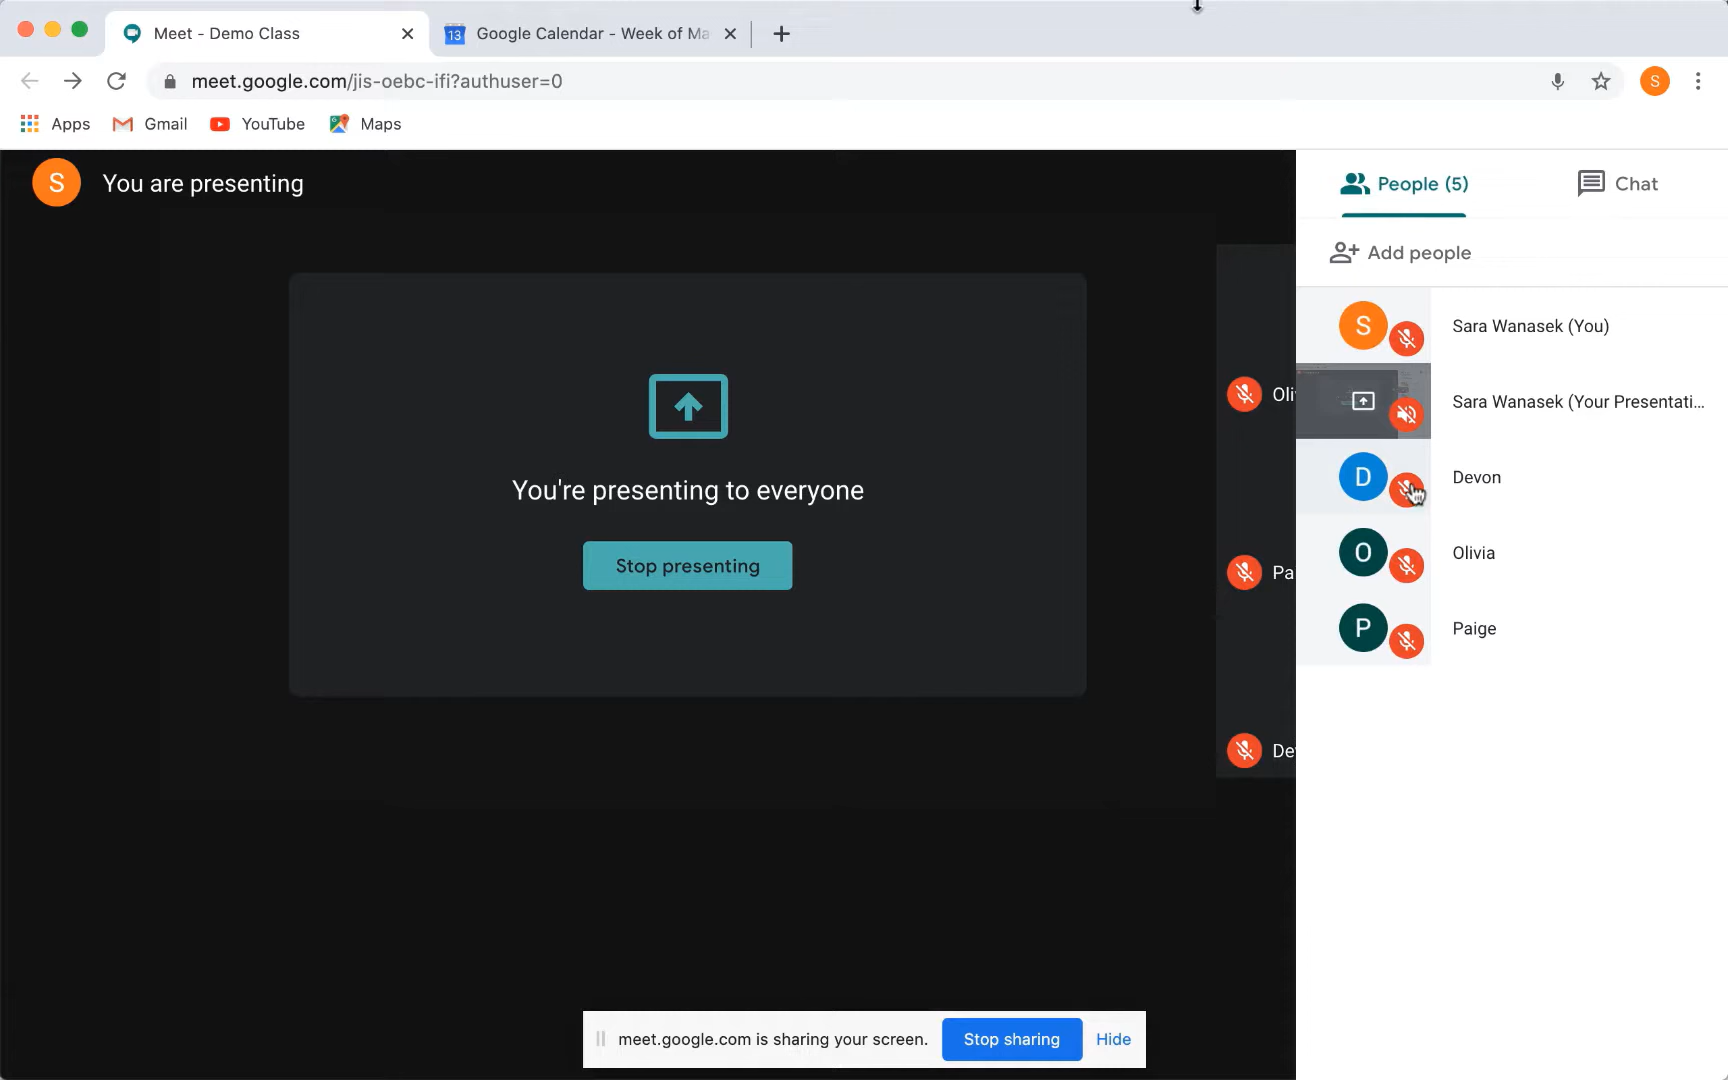 Meet - Demo Class
13
Google Calendar - Week of Ma
meet.google.com/jis-oebc-ifi?authuser=0
S
Apps
Gmail
YouTube
Maps
S
You are presenting
People (5)
Chat
Add people
S
Sara Wanasek (You)
Sara Wanasek (Your Presentati...
D
Devon
O
Olivia
P
Paige
Oli
Pa
De
You're presenting to everyone
Stop presenting
meet.google.com is sharing your screen.
Stop sharing
Hide